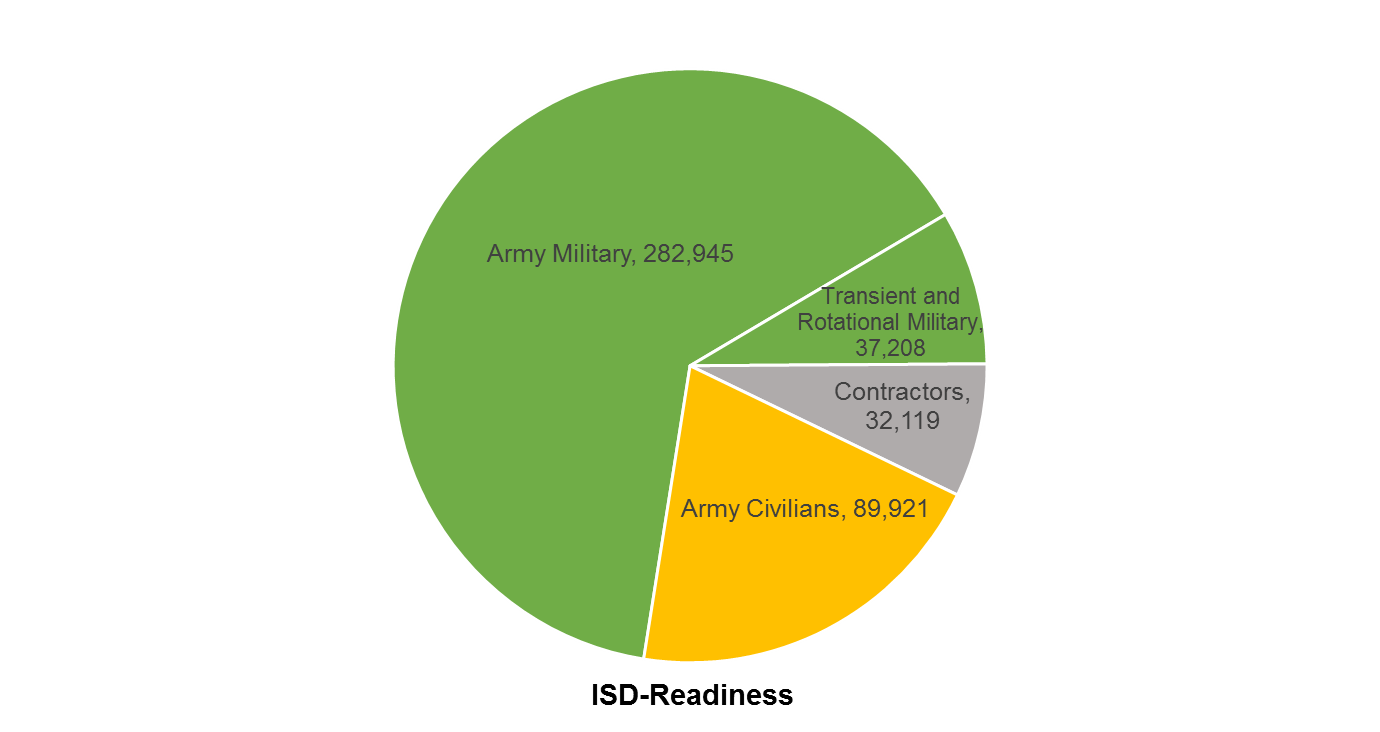 Army Military, 282,945
Transient and
Rotational Military,
37,208
Contractors,
32,119
Army Civilians, 89,921
ISD-Readiness